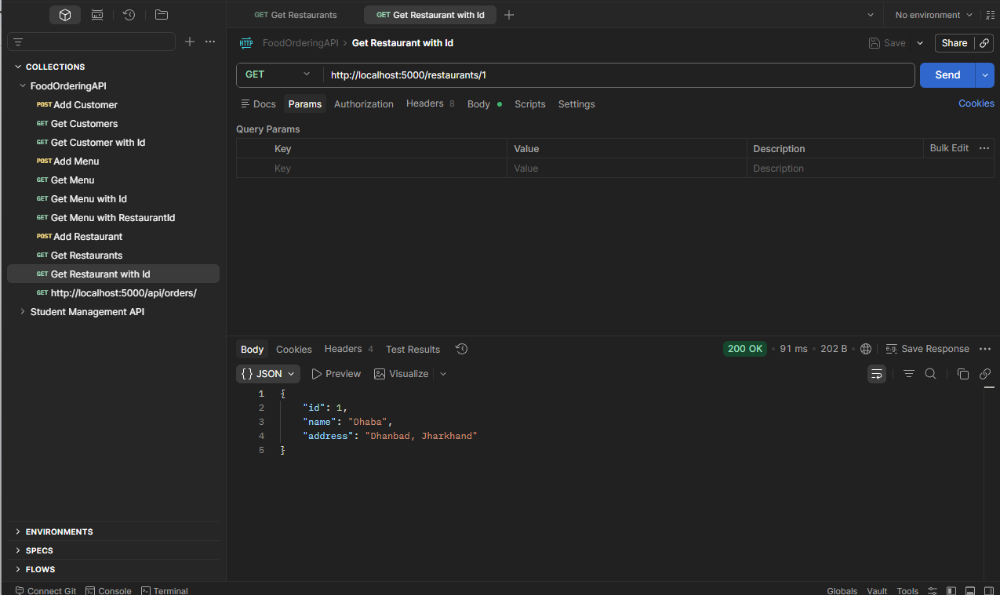 GET Get Restaurants
GET Get Restaurant with Id
No environment
HTTP FoodOrderingAPI > Get Restaurant with Id
Save
Share
COLLECTIONS
FoodOrderingAPI
POST Add Customer
GET Get Customers
GET Get Customer with Id
POST Add Menu
GET Get Menu
GET Get Menu with Id
GET Get Menu with RestaurantId
POST Add Restaurant
GET Get Restaurants
GET Get Restaurant with Id
GET http://localhost:5000/api/orders/
Student Management API
ENVIRONMENTS
SPECS
FLOWS
GET http://localhost:5000/restaurants/1
Send
Docs Params Authorization Headers 8 Body Scripts Settings
Cookies
Query Params
Key Value Description Bulk Edit
Key Value Description
Body Cookies Headers 4 Test Results
200 OK • 91 ms • 202 B
e.g. Save Response
{} JSON Preview Visualize
1 {
2 "id": 1,
3 "name": "Dhaba",
4 "address": "Dhanbad, Jharkhand"
5 }
Connect Git Console Terminal
Globals Vault Tools